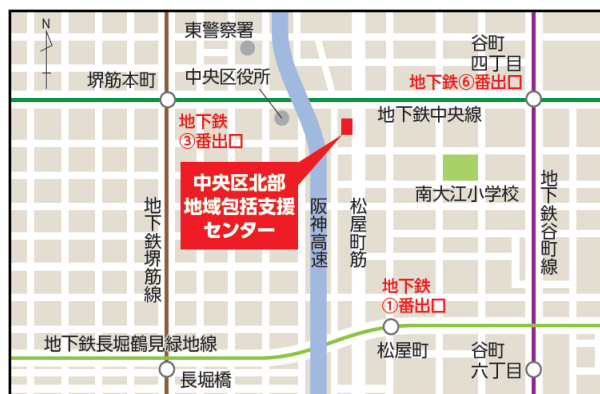 N
東警察署
谷町
四丁目
堺筋本町
中央区役所
地下鉄⑥番出口
地下鉄
③番出口
地下鉄中央線
中央区北部
地域包括支援
センター
南大江小学校
地下鉄堺筋線
阪神高速
松屋町筋
地下鉄谷町線
地下鉄
①番出口
地下鉄長堀鶴見緑地線
松屋町
谷町
六丁目
長堀橋